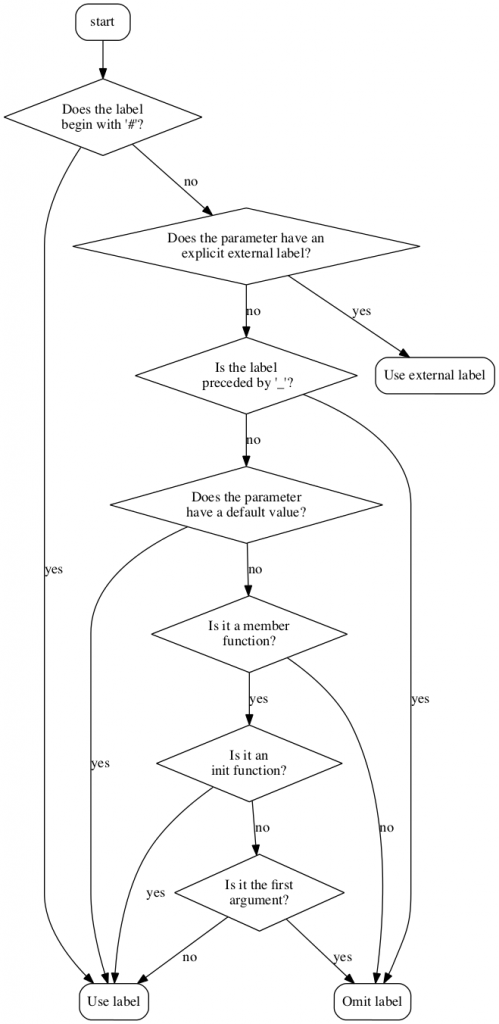 start
Does the label
begin with '#'?
no
Does the parameter have an
explicit external label?
no
yes
Is the label
preceded by '_'?
Use external label
no
Does the parameter
have a default value?
yes
no
Is it a member
function?
yes
yes
Is it an
init function?
yes
no
no
Is it the first
argument?
yes
no
yes
Use label
Omit label